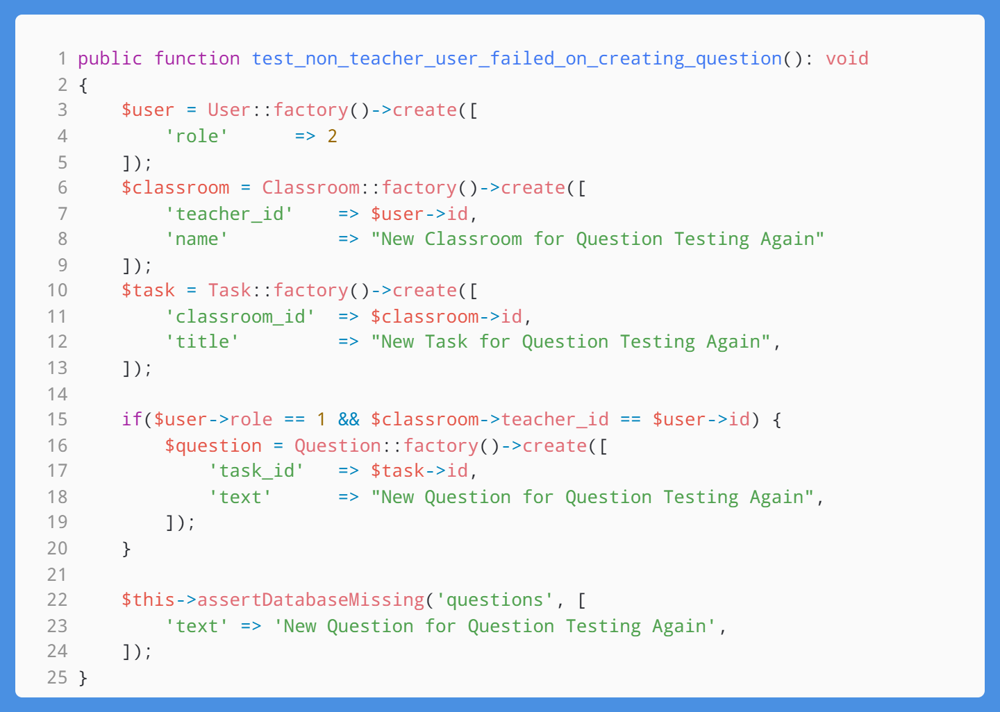 1 public function test_non_teacher_user_failed_on_creating_question(): void
2 {
3     $user = User::factory()->create([
4         'role'      => 2
5     ]);
6     $classroom = Classroom::factory()->create([
7         'teacher_id'    => $user->id,
8         'name'          => "New Classroom for Question Testing Again"
9     ]);
10     $task = Task::factory()->create([
11         'classroom_id'  => $classroom->id,
12         'title'         => "New Task for Question Testing Again",
13     ]);
14
15     if($user->role == 1 && $classroom->teacher_id == $user->id) {
16         $question = Question::factory()->create([
17             'task_id'   => $task->id,
18             'text'      => "New Question for Question Testing Again",
19         ]);
20     }
21
22     $this->assertDatabaseMissing('questions', [
23         'text' => 'New Question for Question Testing Again',
24     ]);
25 }